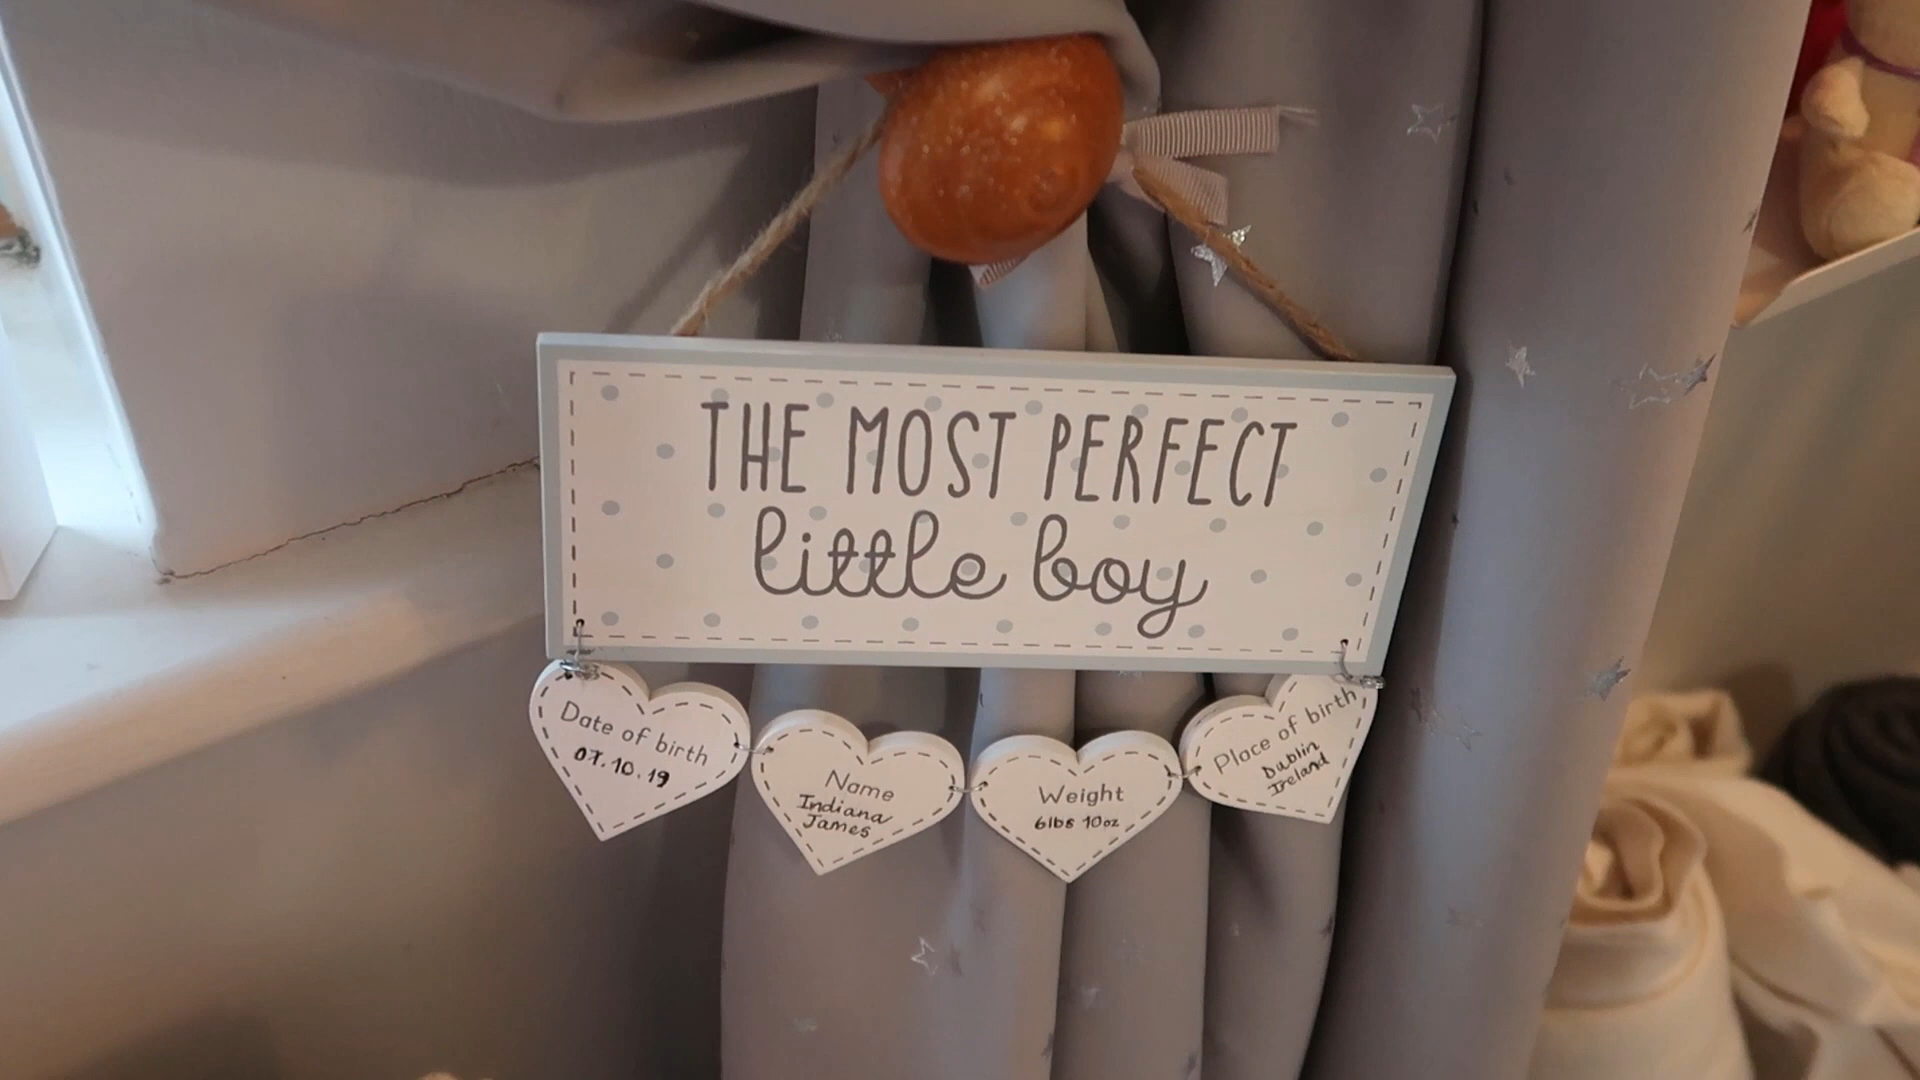 THE MOST PERFECT
little boy
Date of birth
07.10.19
Name
Indiana
James
Weight
6lbs 10oz
Place of birth
Dublin
Ireland